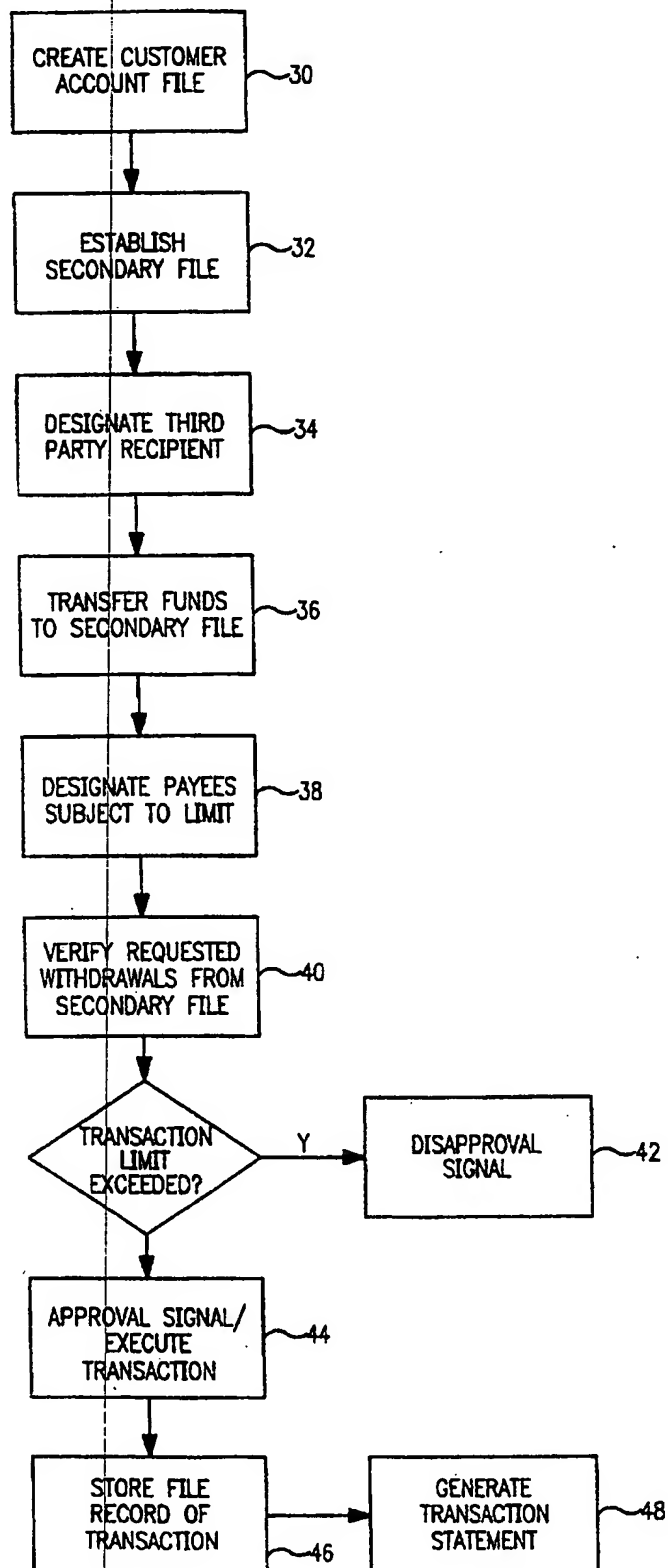 CREATE CUSTOMER
ACCOUNT FILE
30
ESTABLISH
SECONDARY FILE
32
DESIGNATE THIRD
PARTY RECIPIENT
34
TRANSFER FUNDS
TO SECONDARY FILE
36
DESIGNATE PAYEES
SUBJECT TO LIMIT
38
VERIFY REQUESTED
WITHDRAWALS FROM
SECONDARY FILE
40
TRANSACTION
LIMIT
EXCEEDED?
Y
DISAPPROVAL
SIGNAL
42
APPROVAL SIGNAL/
EXECUTE
TRANSACTION
44
STORE FILE
RECORD OF
TRANSACTION
46
GENERATE
TRANSACTION
STATEMENT
48